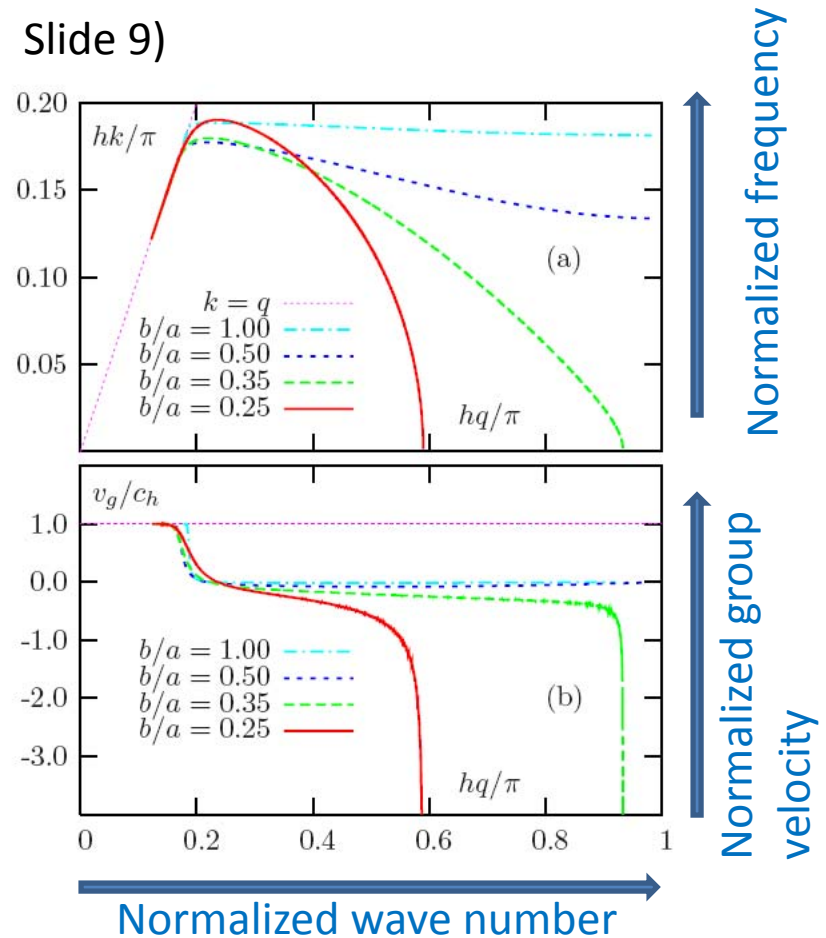 Slide 9)
0.20
hk/π
0.15
0.10
0.05
(a)
k = q
b/a = 1.00
b/a = 0.50
b/a = 0.35
b/a = 0.25
hq/π
Normalized frequency
v_g/c_h
1.0
0.0
-1.0
-2.0
-3.0
b/a = 1.00
b/a = 0.50
b/a = 0.35
b/a = 0.25
(b)
hq/π
0 0.2 0.4 0.6 0.8 1
Normalized group
velocity
Normalized wave number